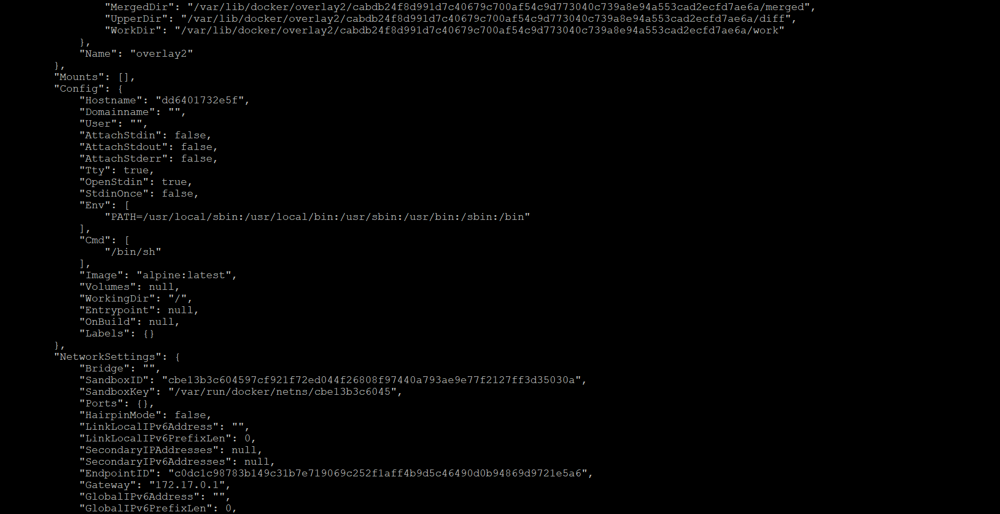 "MergedDir": "/var/lib/docker/overlay2/cabdb24f8d991d7c40679c700af54c9d773040c739a8e94a553cad2ecfd7ae6a/merged",
"UpperDir": "/var/lib/docker/overlay2/cabdb24f8d991d7c40679c700af54c9d773040c739a8e94a553cad2ecfd7ae6a/diff",
"WorkDir": "/var/lib/docker/overlay2/cabdb24f8d991d7c40679c700af54c9d773040c739a8e94a553cad2ecfd7ae6a/work"
},
"Name": "overlay2"
},
"Mounts": [],
"Config": {
"Hostname": "dd6401732e5f",
"Domainname": "",
"User": "",
"AttachStdin": false,
"AttachStdout": false,
"AttachStderr": false,
"Tty": true,
"OpenStdin": true,
"StdinOnce": false,
"Env": [
"PATH=/usr/local/sbin:/usr/local/bin:/usr/sbin:/usr/bin:/sbin:/bin"
],
"Cmd": [
"/bin/sh"
],
"Image": "alpine:latest",
"Volumes": null,
"WorkingDir": "/",
"Entrypoint": null,
"OnBuild": null,
"Labels": {}
},
"NetworkSettings": {
"Bridge": "",
"SandboxID": "cbe13b3c604597cf921f72ed044f26808f97440a793ae9e77f2127ff3d35030a",
"SandboxKey": "/var/run/docker/netns/cbe13b3c6045",
"Ports": {},
"HairpinMode": false,
"LinkLocalIPv6Address": "",
"LinkLocalIPv6PrefixLen": 0,
"SecondaryIPAddresses": null,
"SecondaryIPv6Addresses": null,
"EndpointID": "c0dc1c98783b149c31b7e719069c252f1aff4b9d5c46490d0b94869d9721e5a6",
"Gateway": "172.17.0.1",
"GlobalIPv6Address": "",
"GlobalIPv6PrefixLen": 0,